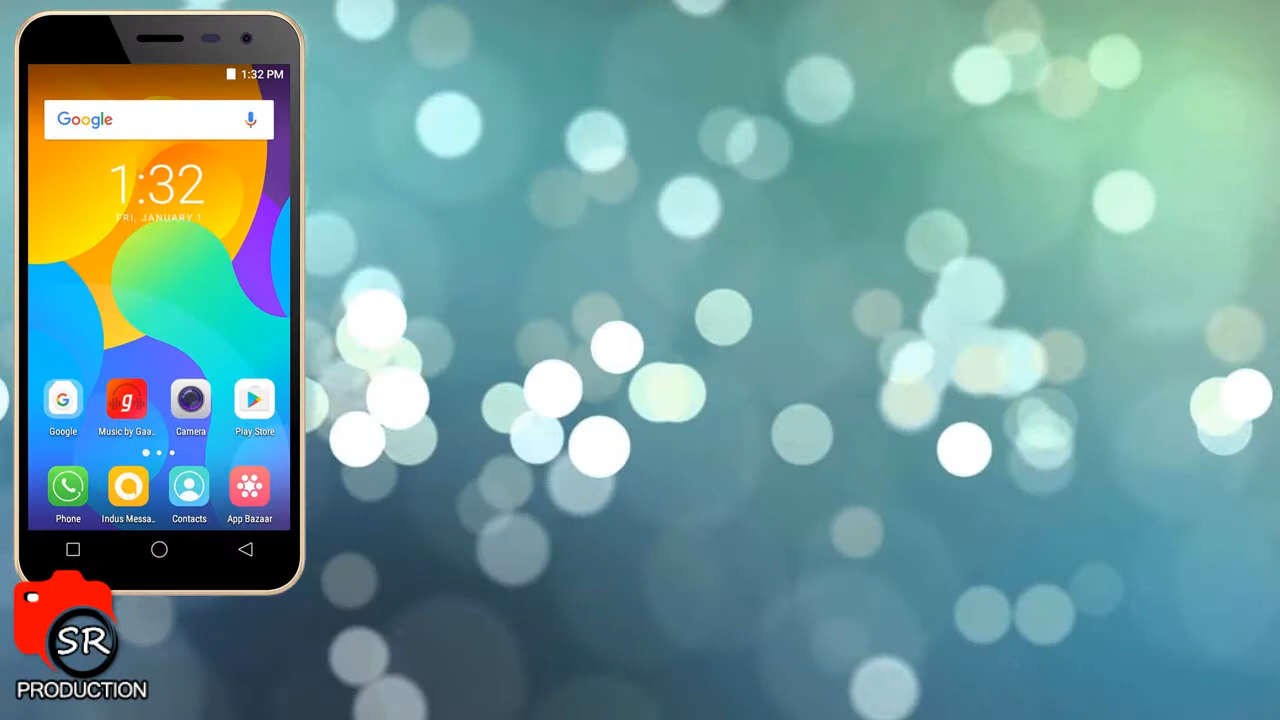 1:32 PM
Google
1:32
FRI, JANUARY 1
Google
Music by Gaa..
Camera
Play Store
Phone
Indus Messa..
Contacts
App Bazaar
SR
PRODUCTION